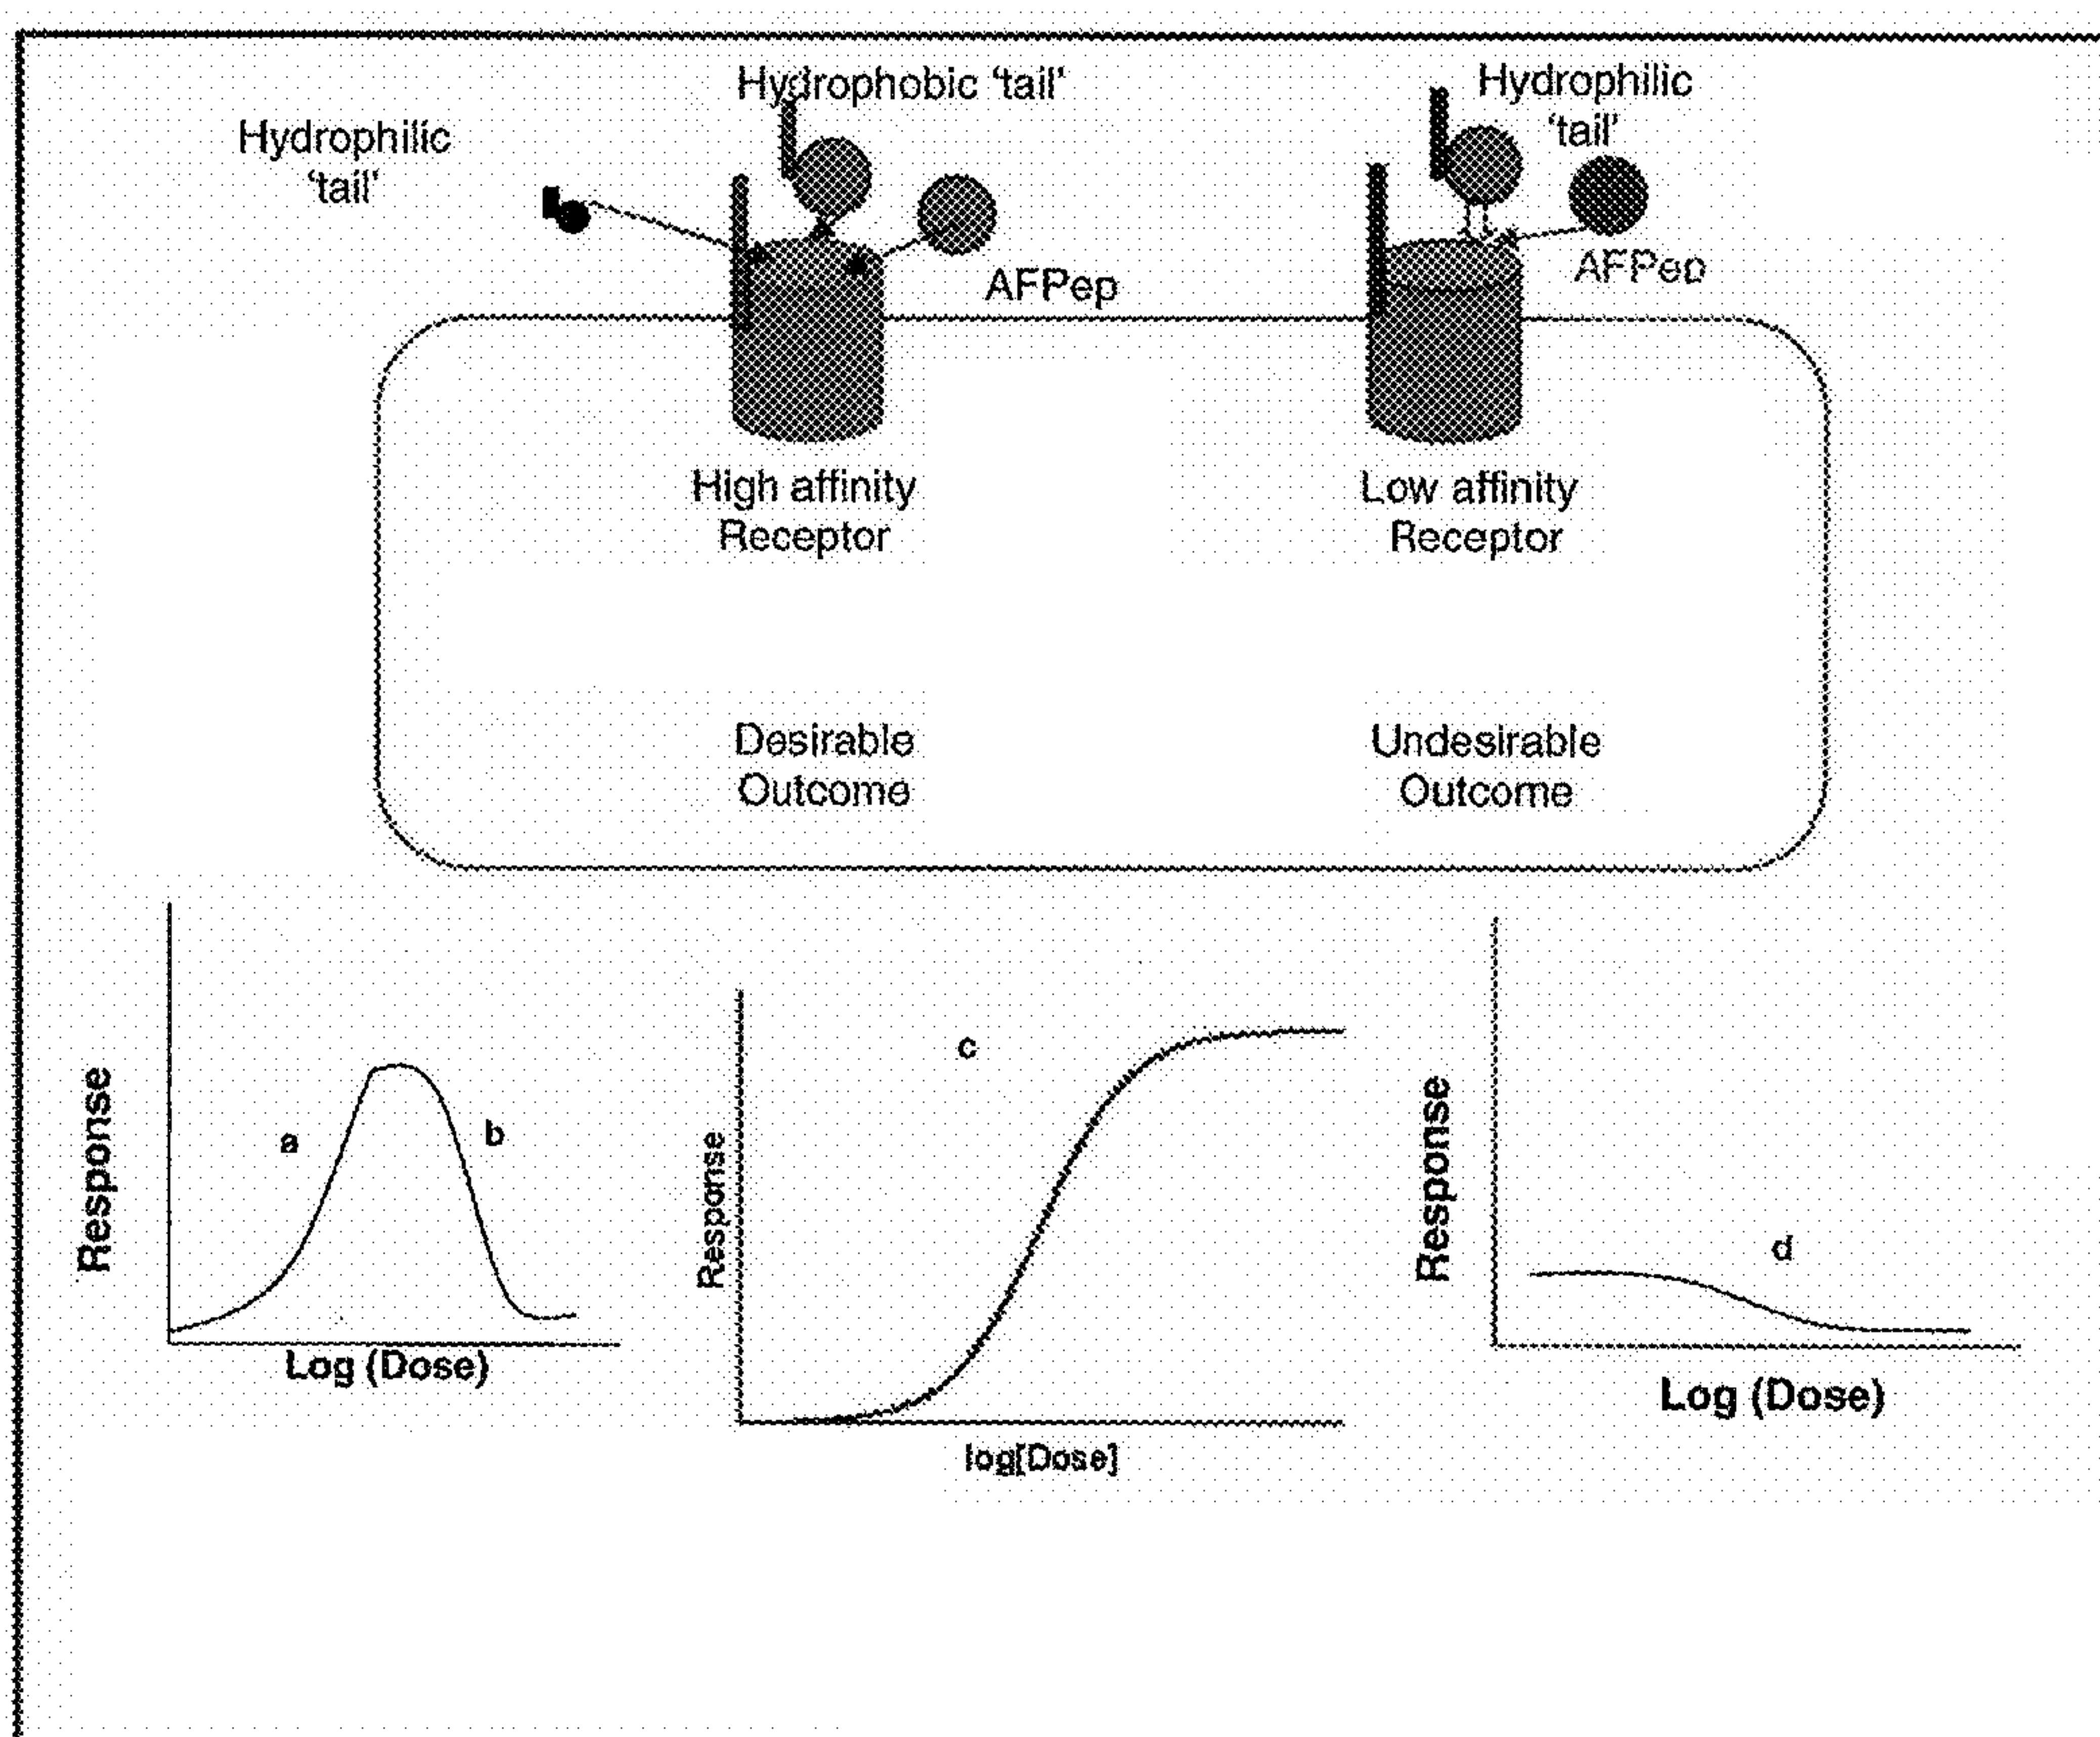 Hydrophobic 'tail'
Hydrophilic
'tail'
Hydrophilic
'tail'
AFPep
AFPep
High affinity
Receptor
Low affinity
Receptor
Desirable
Outcome
Undesirable
Outcome
Response
a
b
Log (Dose)
Response
c
log[Dose]
Response
d
Log (Dose)